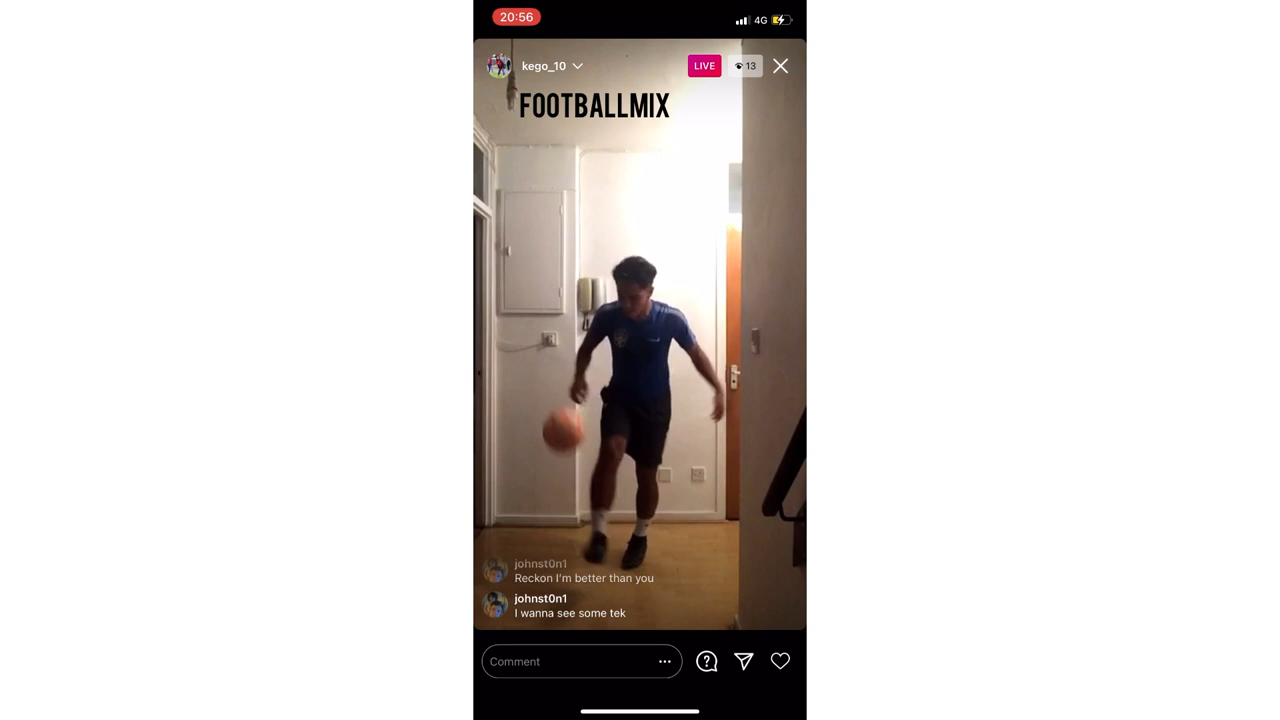 20:56
4G
kego_10
LIVE
13
FOOTBALLMIX
johnst0n1
Reckon I'm better than you
johnst0n1
I wanna see some tek
Comment